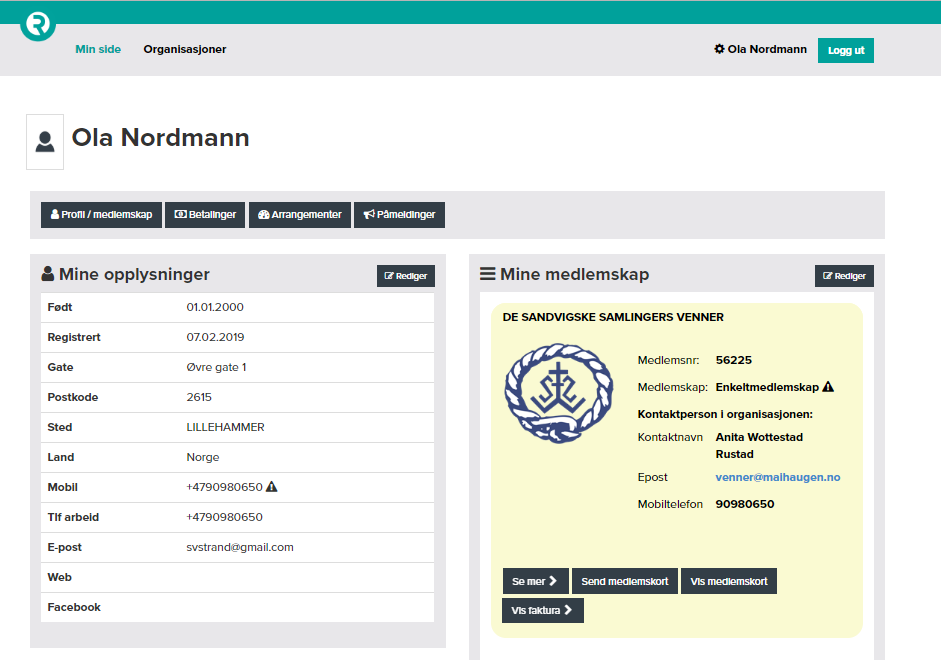 R
Min side Organisasjoner Ola Nordmann Logg ut
Ola Nordmann
Profil / medlemskap Betalinger Arrangementer Påmeldinger
Mine opplysninger Rediger
Født 01.01.2000
Registrert 07.02.2019
Gate Øvre gate 1
Postkode 2615
Sted LILLEHAMMER
Land Norge
Mobil +4790980650
Tlf arbeid +4790980650
E-post svstrand@gmail.com
Web
Facebook
Mine medlemskap Rediger
DE SANDVIGSKE SAMLINGERS VENNER
Medlemsnr: 56225
Medlemskap: Enkeltmedlemskap
Kontaktperson i organisasjonen:
Kontaktnavn Anita Wottestad
Rustad
Epost venner@maihaugen.no
Mobiltelefon 90980650
Se mer Send medlemskort Vis medlemskort
Vis faktura